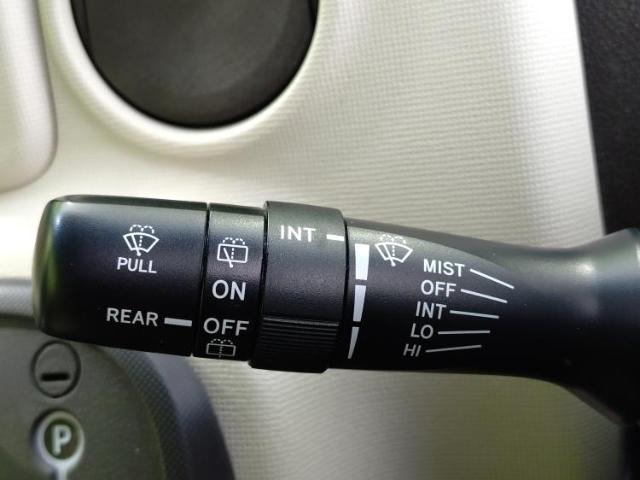 PULL
REAR
ON
OFF
INT
MIST
OFF
INT
LO
HI
P